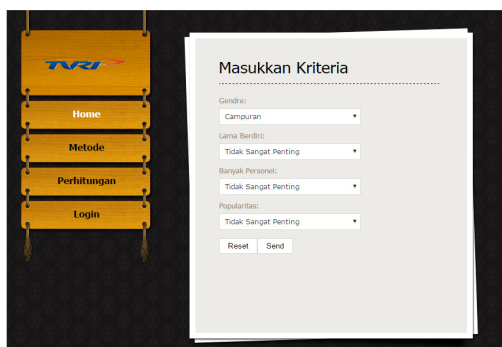 TVRI
Home
Metode
Perhitungan
Login
Masukkan Kriteria
Gendre:
Campuran
Lama Berdiri:
Tidak Sangat Penting
Banyak Personel:
Tidak Sangat Penting
Popularitas:
Tidak Sangat Penting
Reset Send